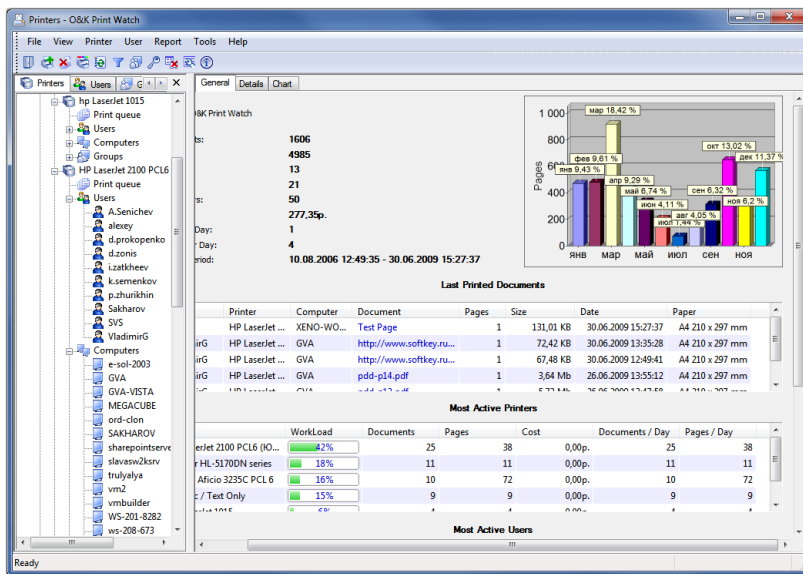 Printers - O&K Print Watch
File View Printer User Report Tools Help
Printers Users G
General Details Chart
hp LaserJet 1015
Print queue
Users
Computers
Groups
HP LaserJet 2100 PCL6
Print queue
Users
A.Senichev
alexey
d.prokopenko
d.zonis
i.zatkheev
k.semenkov
p.zhurikhin
Sakharov
SVS
VladimirG
Computers
e-sol-2003
GVA
GVA-VISTA
MEGACUBE
ord-clon
SAKHAROV
sharepointserve
slavasw2ksrv
trulyalya
vm2
vmbuilder
WS-201-8282
ws-208-673
O&K Print Watch
ts: 1606
4985
13
21
rs: 50
277,35р.
Day: 1
r Day: 4
eriod: 10.08.2006 12:49:35 - 30.06.2009 15:27:37
Pages
1 000
800
600
400
200
0
янв 9,43 %
фев 9,61 %
мар 18,42 %
апр 9,29 %
май 6,74 %
июн 4,11 %
июл 1,44 %
авг 4,05 %
сен 6,32 %
окт 13,02 %
ноя 6,2 %
дек 11,37 %
янв мар май июл сен ноя
Last Printed Documents
Printer Computer Document Pages Size Date Paper
HP LaserJet ... XENO-WO... Test Page 1 131,01 KB 30.06.2009 15:27:37 A4 210 x 297 mm
irG HP LaserJet ... GVA http://www.softkey.ru... 1 72,42 KB 30.06.2009 13:35:28 A4 210 x 297 mm
irG HP LaserJet ... GVA http://www.softkey.ru... 1 67,48 KB 30.06.2009 12:49:41 A4 210 x 297 mm
irG HP LaserJet ... GVA pdd-p14.pdf 1 3,64 Mb 26.06.2009 13:55:12 A4 210 x 297 mm
Most Active Printers
WorkLoad Documents Pages Cost Documents / Day Pages / Day
erJet 2100 PCL6 (IO... 42% 25 38 0,00р. 25 38
r HL-5170DN series 18% 11 11 0,00р. 11 11
Aficio 3235C PCL 6 16% 10 72 0,00р. 10 72
c / Text Only 15% 9 9 0,00р. 9 9
Most Active Users
Ready